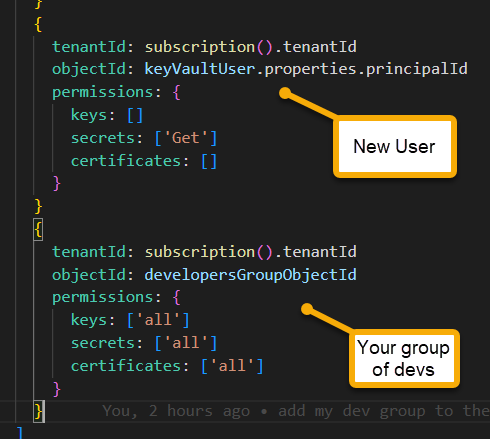 }
{
tenantId: subscription().tenantId
objectId: keyVaultUser.properties.principalId
permissions: {
keys: []
secrets: ['Get']
certificates: []
}
New User
}
{
tenantId: subscription().tenantId
objectId: developersGroupObjectId
permissions: {
keys: ['all']
secrets: ['all']
certificates: ['all']
}
Your group
of devs
} You, 2 hours ago • add my dev group to the
]